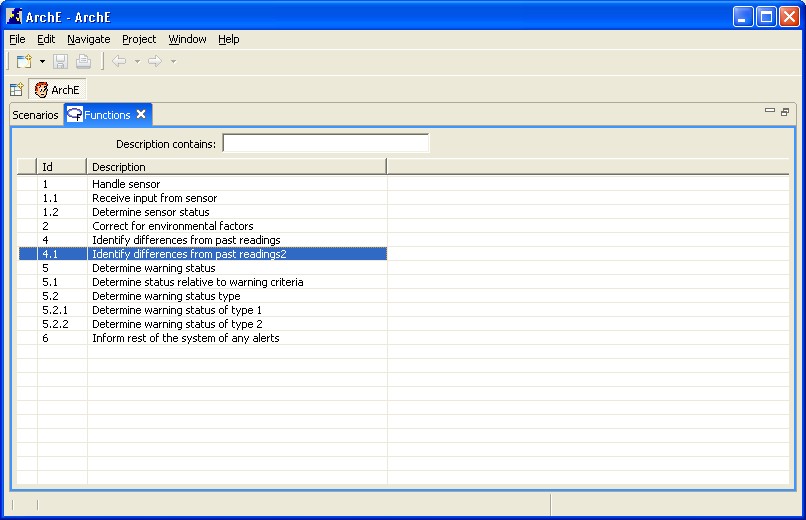 ArchE - ArchE
File Edit Navigate Project Window Help
ArchE
Scenarios Functions
Description contains:
Id Description
1 Handle sensor
1.1 Receive input from sensor
1.2 Determine sensor status
2 Correct for environmental factors
4 Identify differences from past readings
4.1 Identify differences from past readings2
5 Determine warning status
5.1 Determine status relative to warning criteria
5.2 Determine warning status type
5.2.1 Determine warning status of type 1
5.2.2 Determine warning status of type 2
6 Inform rest of the system of any alerts